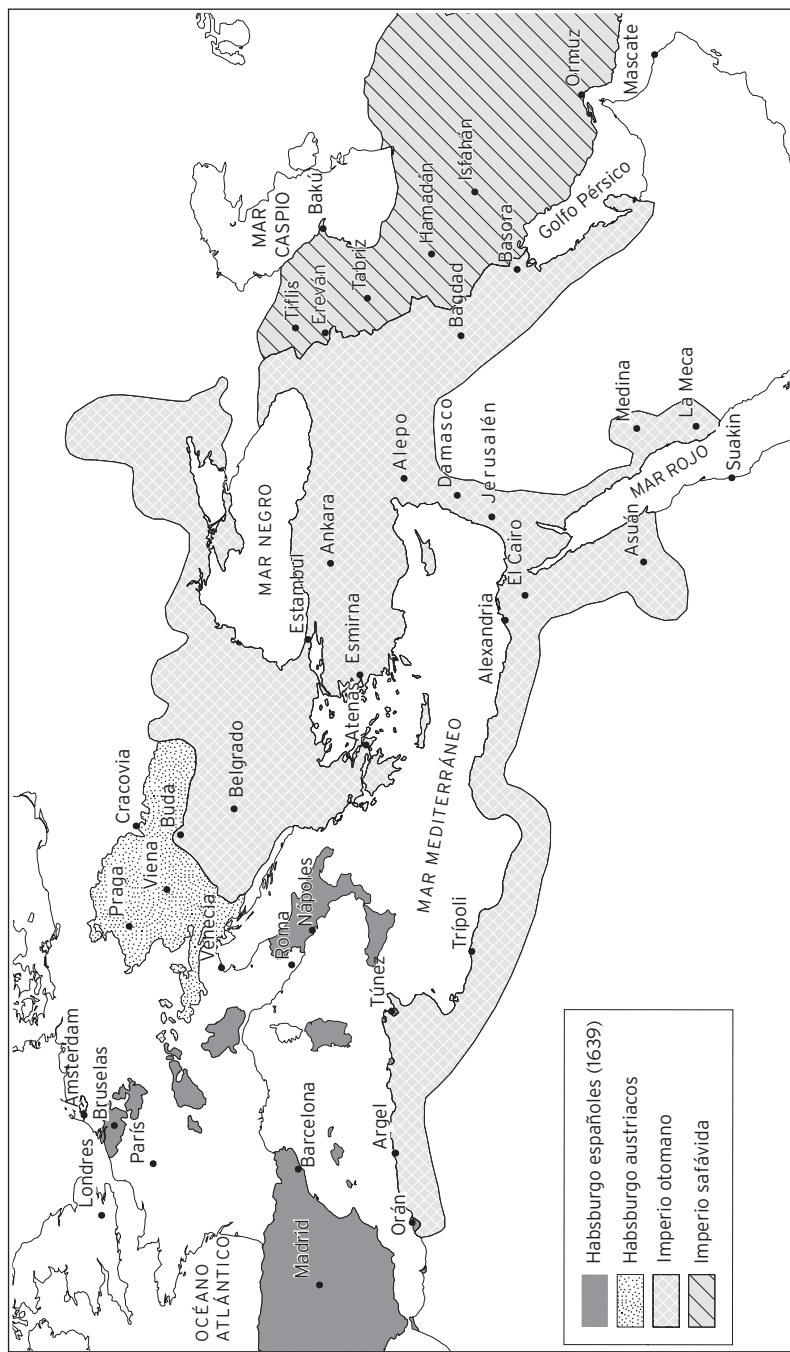 Londres
Ámsterdam
Bruselas
París
OCÉANO
ATLÁNTICO
Madrid
Barcelona
Orán
Argel
Túnez
Trípoli
Praga
Cracovia
Viena
Buda
Venecia
Roma
Nápoles
Belgrado
MAR MEDITERRÁNEO
Atenas
Esmirna
Estambul
Ankara
MAR NEGRO
Alexandria
El Cairo
Jerusalén
Damasco
Alepo
Asuán
MAR ROJO
Suakin
Medina
La Meca
MAR
CASPIO
Bakú
Tiflis
Ereván
Tabriz
Hamadán
Isfahán
Bagdad
Basora
Golfo Pérsico
Ormuz
Mascate
Habsburgo españoles (1639)
Habsburgo austriacos
Imperio otomano
Imperio safávida